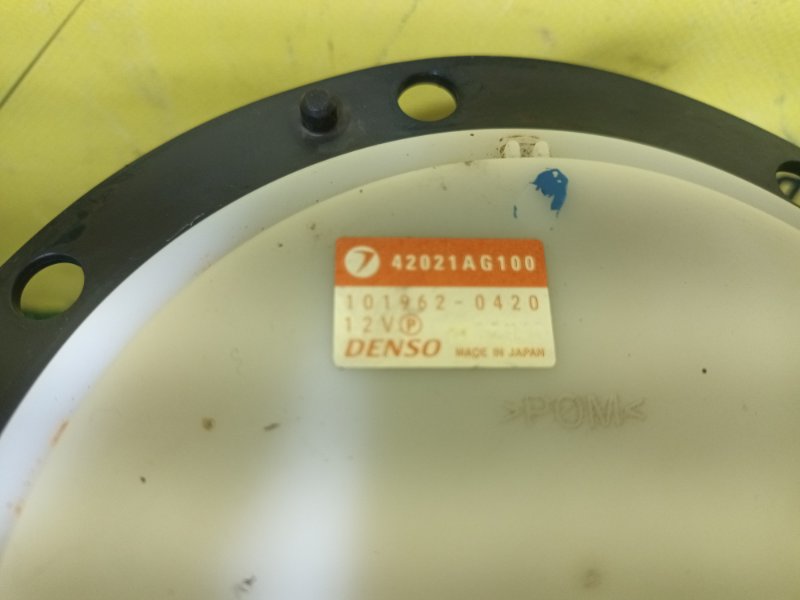 42021AG100
101962-0420
12V Ⓟ
DENSO MADE IN JAPAN
>POM<